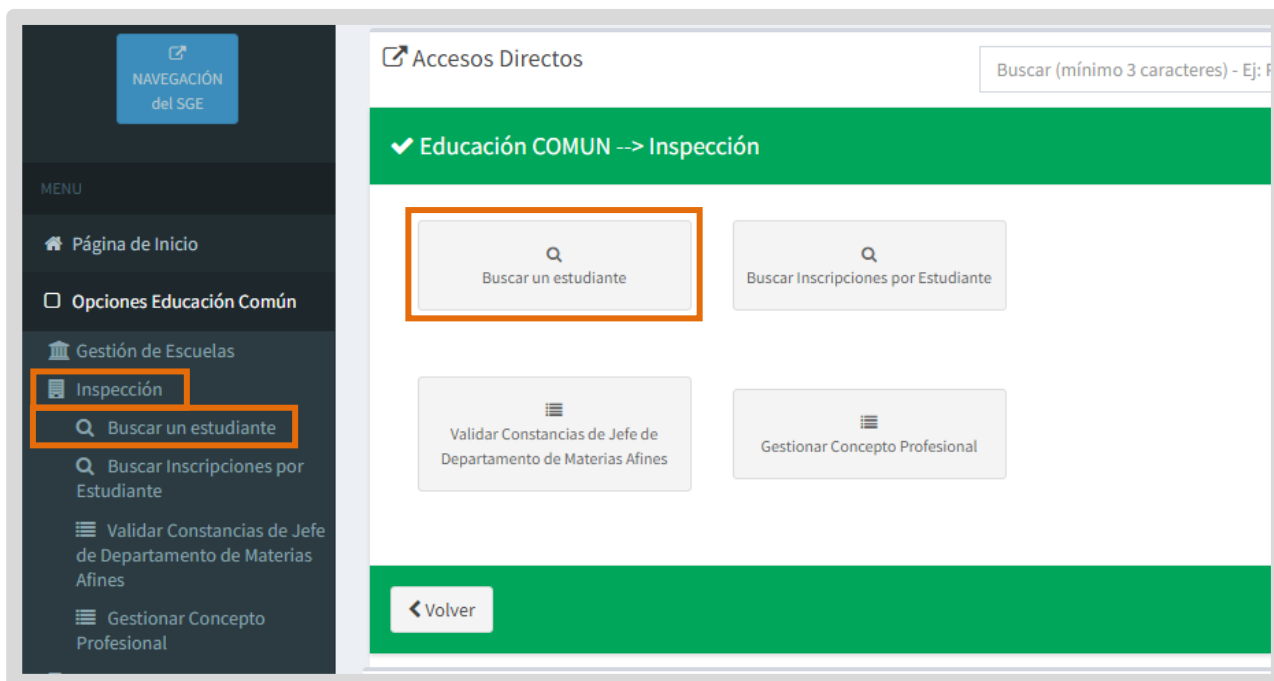 NAVEGACIÓN
del SGE
MENU
Página de Inicio
Opciones Educación Común
Gestión de Escuelas
Inspección
Buscar un estudiante
Buscar Inscripciones por
Estudiante
Validar Constancias de Jefe
de Departamento de Materias
Afines
Gestionar Concepto
Profesional
Accesos Directos
Buscar (mínimo 3 caracteres) - Ej:
Educación COMUN --> Inspección
Buscar un estudiante
Buscar Inscripciones por Estudiante
Validar Constancias de Jefe de
Departamento de Materias Afines
Gestionar Concepto Profesional
Volver